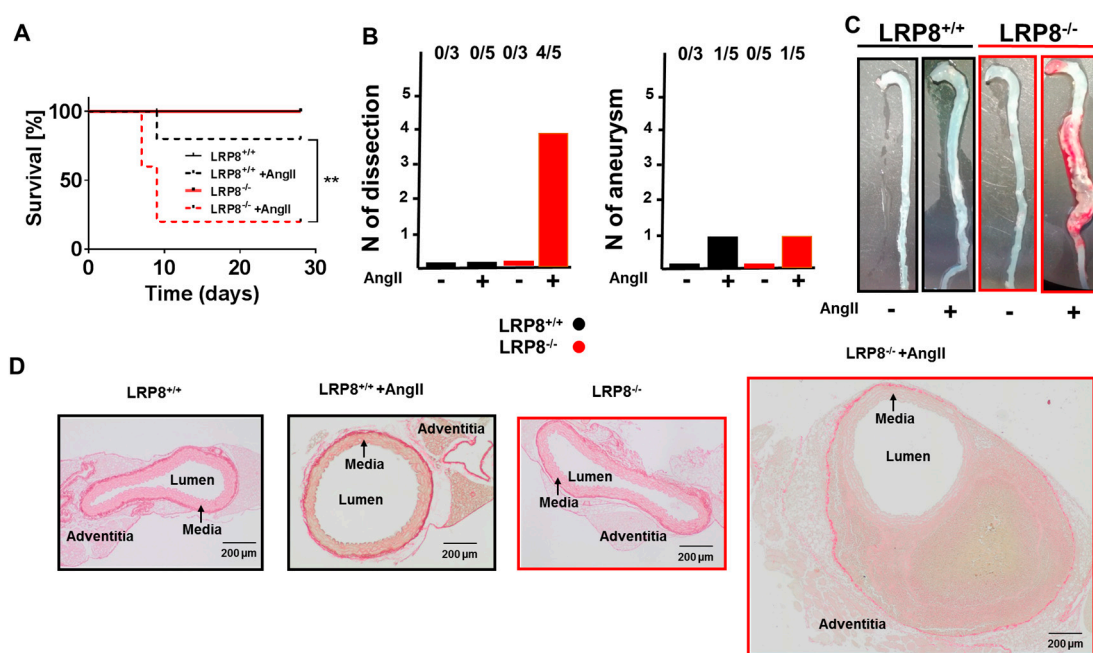 A
Survival [%]
100
50
0
0 10 20 30
Time (days)
LRP8+/+
LRP8+/+ +AngII
LRP8-/-
LRP8-/- +AngII
**
B
0/3 0/5 0/3 4/5
N of dissection
5
4
3
2
1
AngII - + - +
0/3 1/5 0/5 1/5
N of aneurysm
5
4
3
2
1
AngII - + - +
LRP8+/+
LRP8-/-
C
LRP8+/+ LRP8-/-
AngII - + - +
D
LRP8+/+
Lumen
Adventitia
Media
200 µm
LRP8+/+ +AngII
Adventitia
Media
Lumen
200 µm
LRP8-/-
Lumen
Media
Adventitia
200 µm
LRP8-/- +AngII
Media
Lumen
Adventitia
200 µm